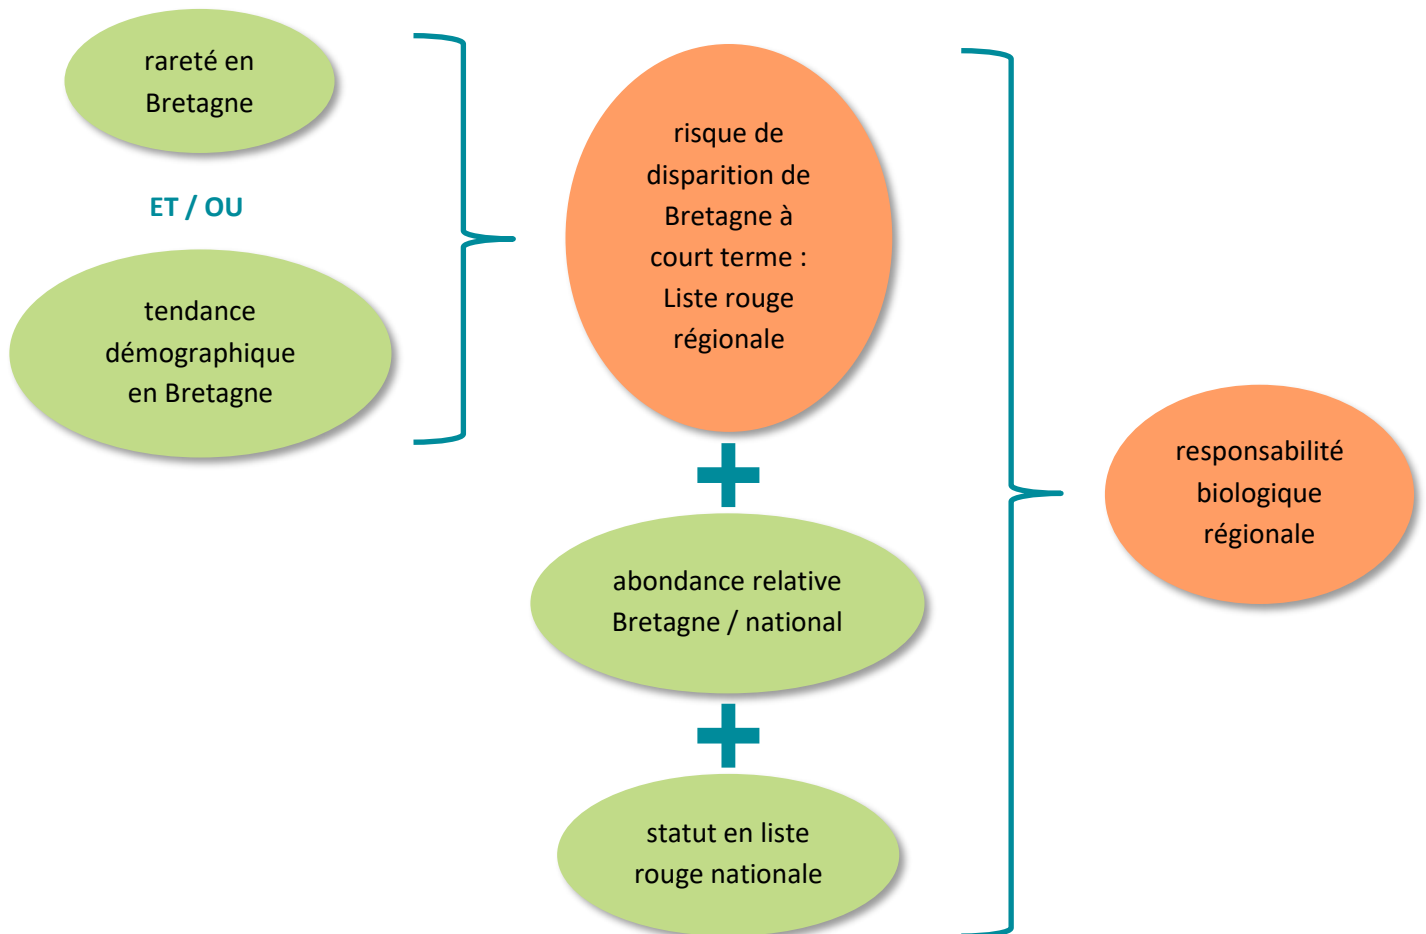 rareté en
Bretagne
ET / OU
tendance
démographique
en Bretagne
risque de
disparition de
Bretagne à
court terme :
Liste rouge
régionale
abondance relative
Bretagne / national
statut en liste
rouge nationale
responsabilité
biologique
régionale